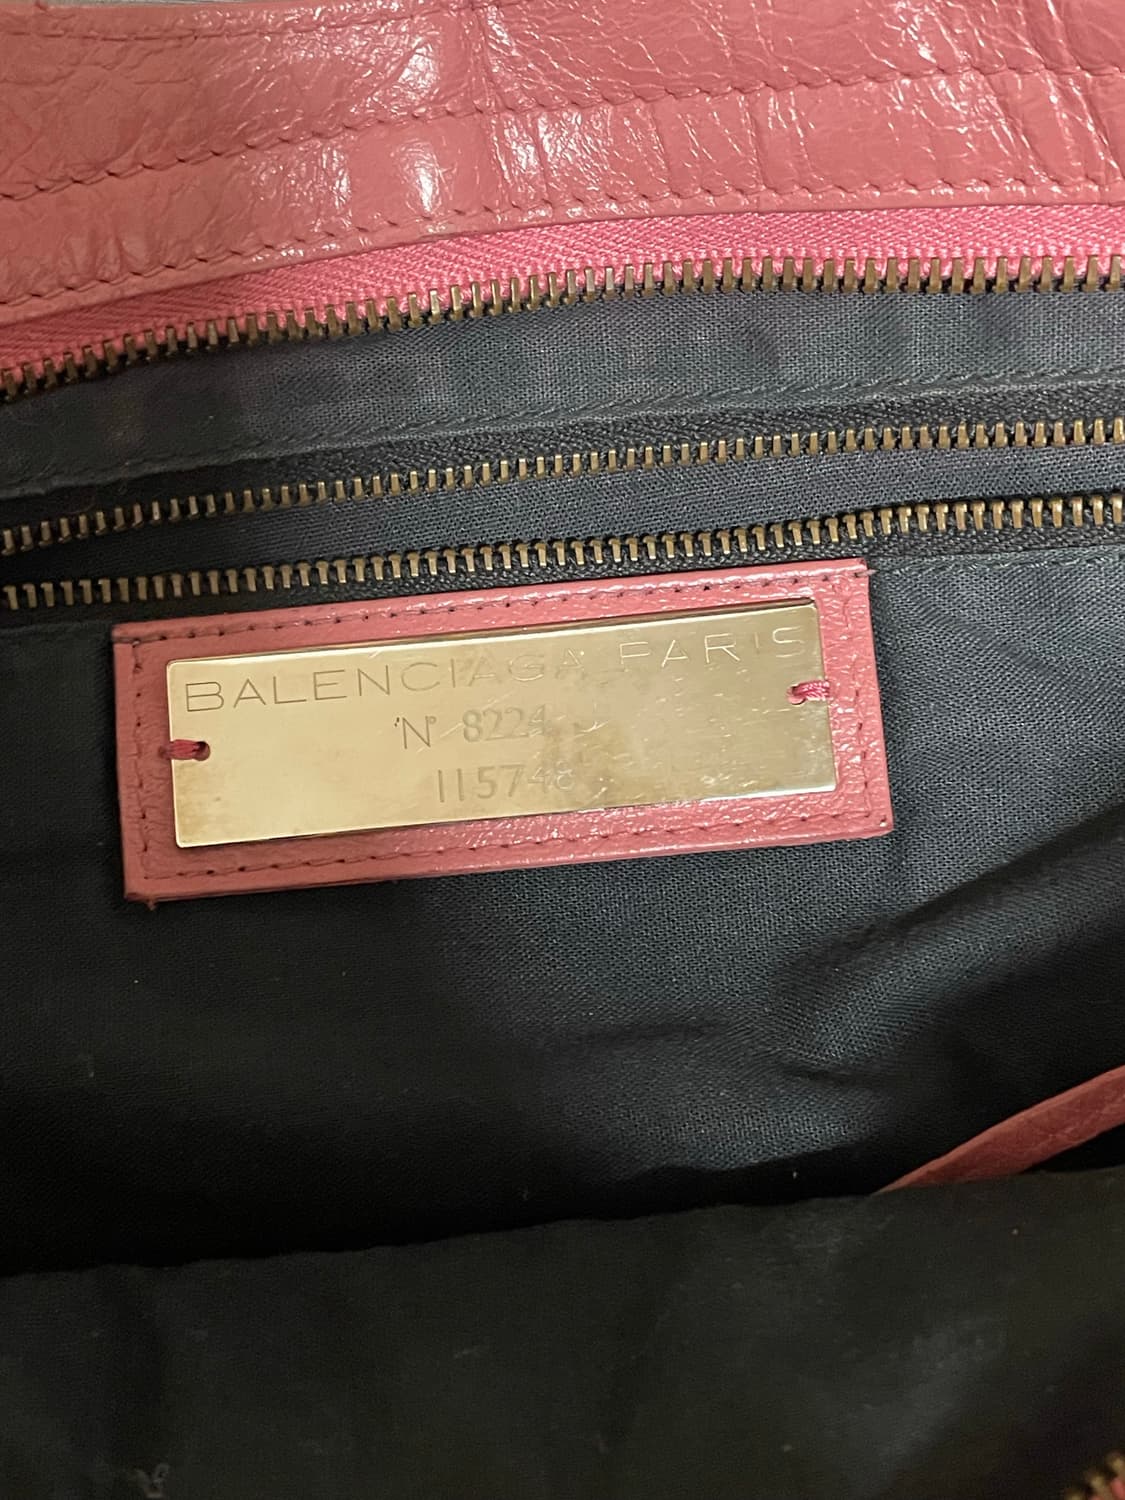 BALENCIAGA PARIS
N° 8224
115748